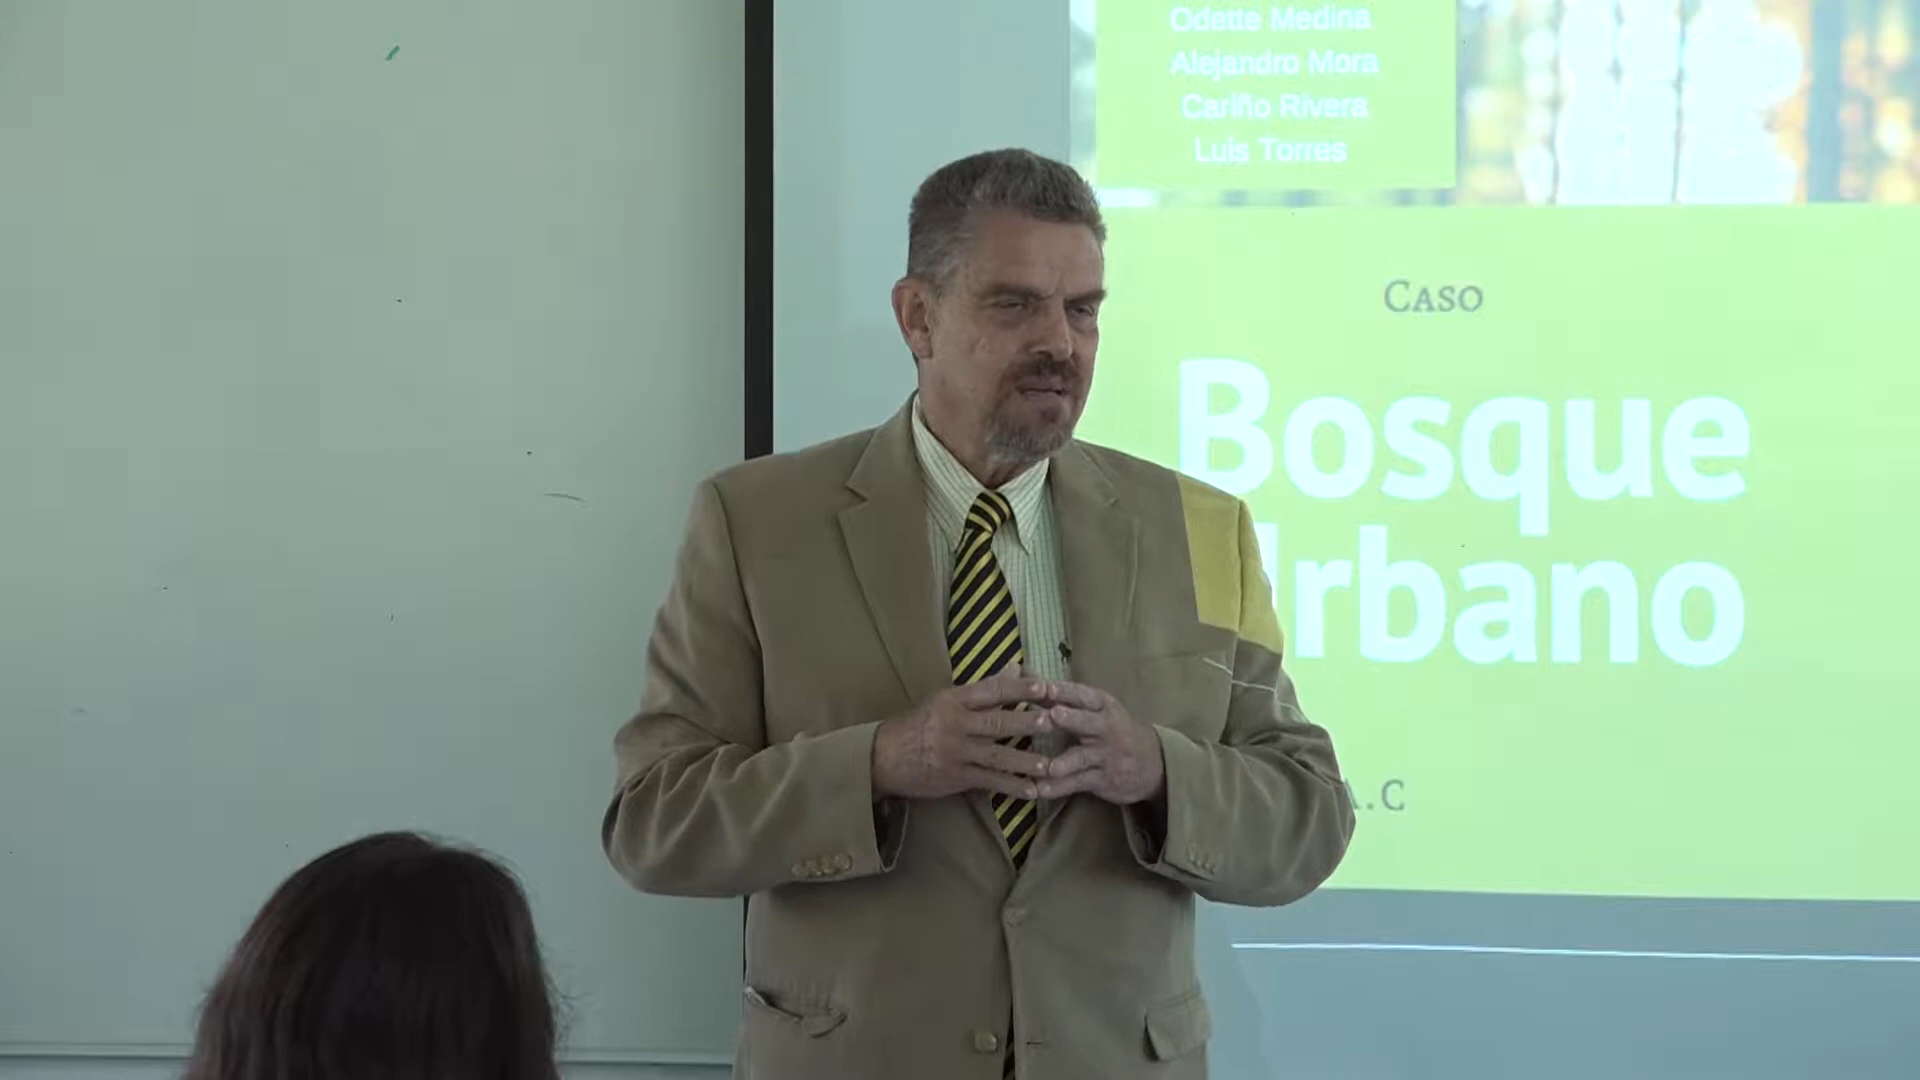 Odette Medina
Alejandro Mora
Cariño Rivera
Luis Torres
CASO
Bosque
rbano
A.C